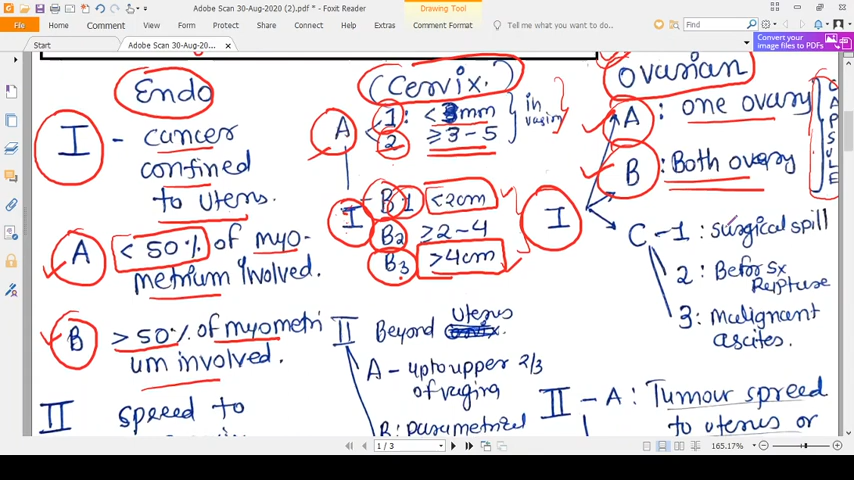 Adobe Scan 30-Aug-2020 (2).pdf * - Foxit Reader
Drawing Tool
File
Home
Comment
View
Form
Protect
Share
Connect
Help
Extras
Comment Format
Tell me what you want to do...
Find
Start
Adobe Scan 30-Aug-2020 (2)...
Convert your
image files to PDFs
Endo
I - cancer
confined
to uterus.
A < 50% of myo-
metrium involved.
B > 50% of myometri
um involved.
II spreed to
(Cervix.)
A 1 : < 3mm
2 ≥ 3-5
in
I B1 < 2cm
B2 ≥ 2-4
B3 > 4cm
II Beyond Uterus
A - upto upper 2/3
of vagina
B : parametrial
Ovarian
I
A : one ovary
B : Both ovary
CAPSULE
C - 1 : surgical spill
2 : Before Sx
Rupture
3 : Malignant
ascites.
II - A : Tumour spread
to uterus or
1 / 3
165.17%